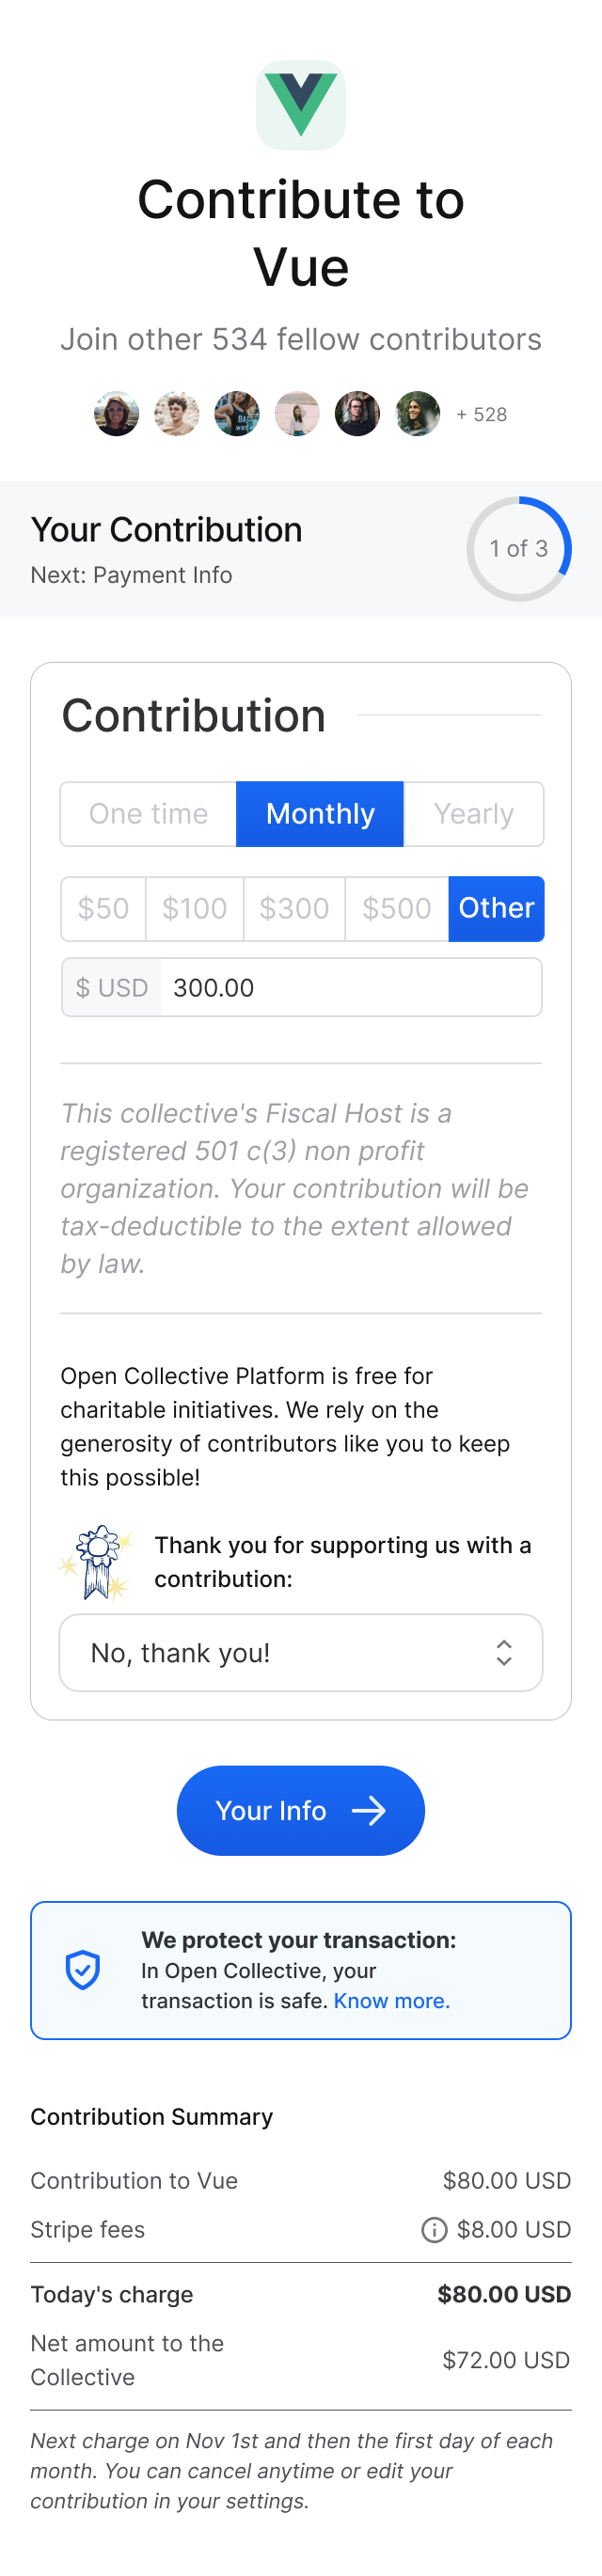 Contribute to
Vue
Join other 534 fellow contributors
+ 528
Your Contribution
Next: Payment Info
1 of 3
Contribution
One time Monthly Yearly
$50 $100 $300 $500 Other
$ USD 300.00
This collective's Fiscal Host is a
registered 501 c(3) non profit
organization. Your contribution will be
tax-deductible to the extent allowed
by law.
Open Collective Platform is free for
charitable initiatives. We rely on the
generosity of contributors like you to keep
this possible!
Thank you for supporting us with a
contribution:
No, thank you!
Your Info
We protect your transaction:
In Open Collective, your
transaction is safe. Know more.
Contribution Summary
Contribution to Vue $80.00 USD
Stripe fees $8.00 USD
Today's charge $80.00 USD
Net amount to the
Collective $72.00 USD
Next charge on Nov 1st and then the first day of each
month. You can cancel anytime or edit your
contribution in your settings.